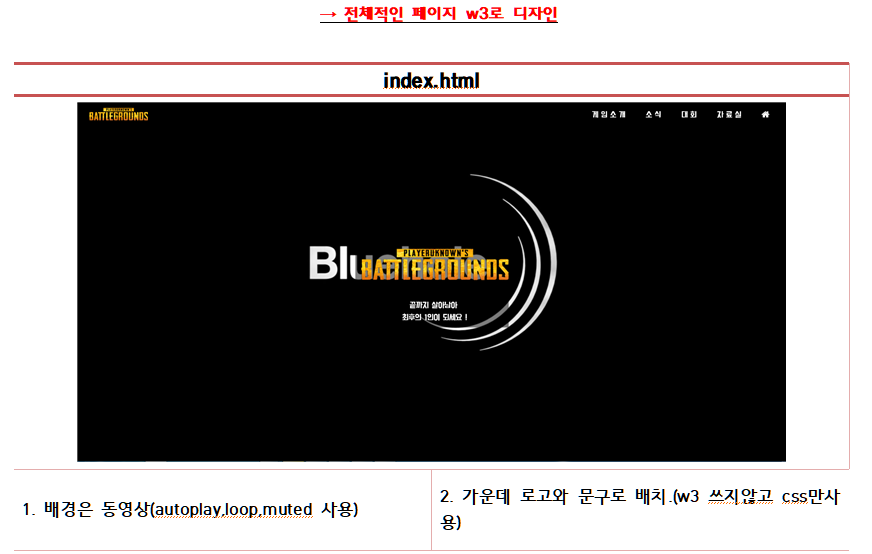 → 전체적인 페이지 w3로 디자인
index.html
PLAYERUNKNOWN'S
BATTLEGROUNDS
게임소개 소식 대회 자료실
Blu
PLAYERUKNOWN'S
BATTLEGROUNDS
끝까지 살아남아
최후의 1인이 되세요 !
1. 배경은 동영상(autoplay,loop,muted 사용)
2. 가운데 로고와 문구로 배치.(w3 쓰지않고 css만사
용)